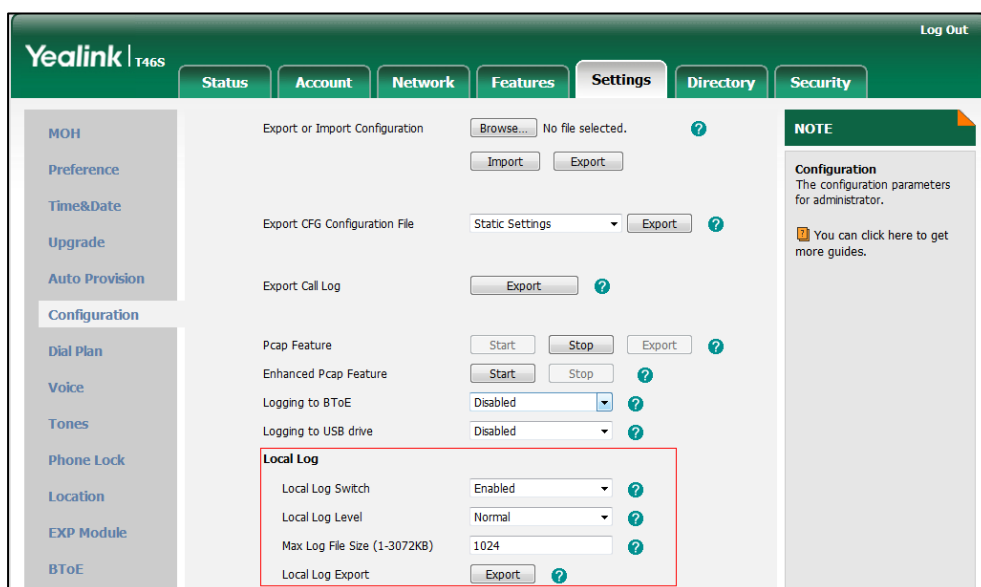 Log Out
Yealink | T46S
Status Account Network Features Settings Directory Security
MOH
Preference
Time&Date
Upgrade
Auto Provision
Configuration
Dial Plan
Voice
Tones
Phone Lock
Location
EXP Module
BToE
Export or Import Configuration Browse... No file selected. ?
Import Export
Export CFG Configuration File Static Settings Export ?
Export Call Log Export ?
Pcap Feature Start Stop Export ?
Enhanced Pcap Feature Start Stop ?
Logging to BToE Disabled ?
Logging to USB drive Disabled ?
Local Log
Local Log Switch Enabled ?
Local Log Level Normal ?
Max Log File Size (1-3072KB) 1024 ?
Local Log Export Export ?
NOTE
Configuration
The configuration parameters
for administrator.
? You can click here to get
more guides.